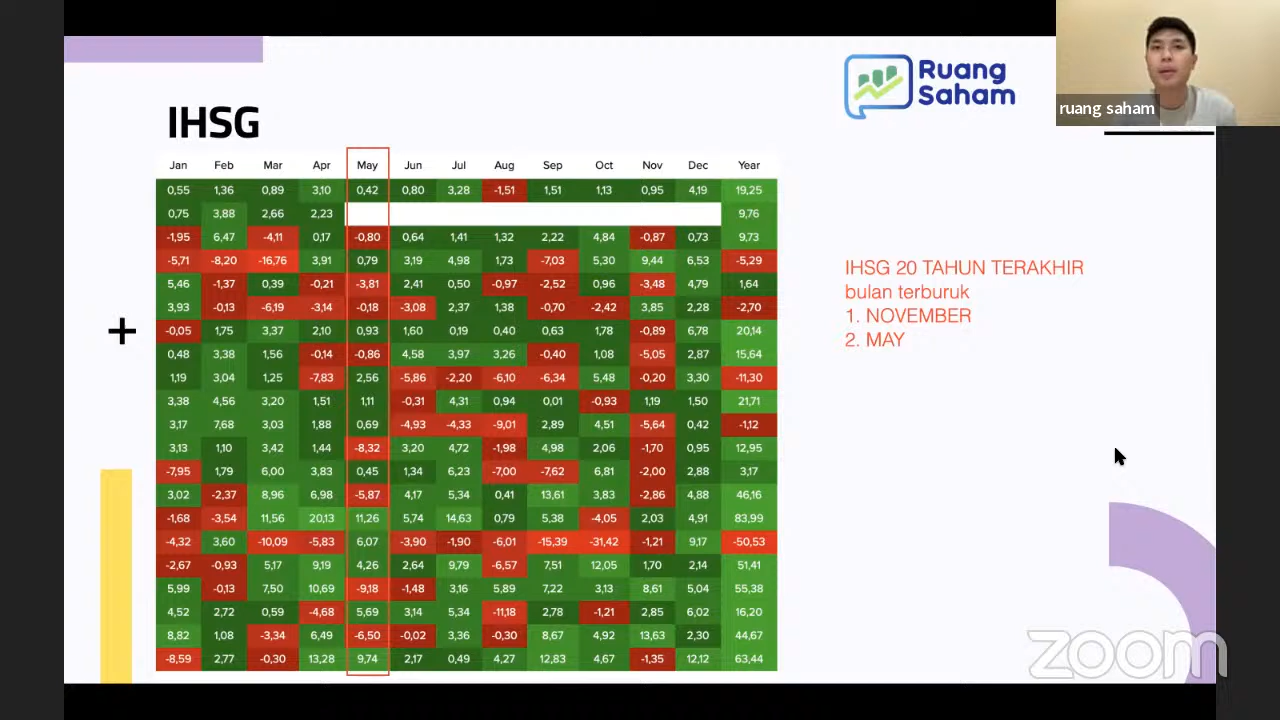 Ruang
Saham
ruang saham
IHSG
Jan Feb Mar Apr May Jun Jul Aug Sep Oct Nov Dec Year
0,55 1,36 0,89 3,10 0,42 0,80 3,28 -1,51 1,51 1,13 0,95 4,19 19,25
0,75 3,88 2,66 2,23 9,76
-1,95 6,47 -4,11 0,17 -0,80 0,64 1,41 1,32 2,22 4,84 -0,87 0,73 9,73
-5,71 -8,20 -16,76 3,91 0,79 3,19 4,98 1,73 -7,03 5,30 9,44 6,53 -5,29
5,46 -1,37 0,39 -0,21 -3,81 2,41 0,50 -0,97 -2,52 0,96 -3,48 4,79 1,64
3,93 -0,13 -6,19 -3,14 -0,18 -3,08 2,37 1,38 -0,70 -2,42 3,85 2,28 -2,70
-0,05 1,75 3,37 2,10 0,93 1,60 0,19 0,40 0,63 1,78 -0,89 6,78 20,14
0,48 3,38 1,56 -0,14 -0,86 4,58 3,97 3,26 -0,40 1,08 -5,05 2,87 15,64
1,19 3,04 1,25 -7,83 2,56 -5,86 -2,20 -6,10 -6,34 5,48 -0,20 3,30 -11,30
3,38 4,56 3,20 1,51 1,11 -0,31 4,31 0,94 0,01 -0,93 1,19 1,50 21,71
3,17 7,68 3,03 1,88 0,69 -4,93 -4,33 -9,01 2,89 4,51 -5,64 0,42 -1,12
3,13 1,10 3,42 1,44 -8,32 3,20 4,72 -1,98 4,98 2,06 -1,70 0,95 12,95
-7,95 1,79 6,00 3,83 0,45 1,34 6,23 -7,00 -7,62 6,81 -2,00 2,88 3,17
3,02 -2,37 8,96 6,98 -5,87 4,17 5,34 0,41 13,61 3,83 -2,86 4,88 46,16
-1,68 -3,54 11,56 20,13 11,26 5,74 14,63 0,79 5,38 -4,05 2,03 4,91 83,99
-4,32 3,60 -10,09 -5,83 6,07 -3,90 -1,90 -6,01 -15,39 -31,42 -1,21 9,17 -50,53
-2,67 -0,93 5,17 9,19 4,26 2,64 9,79 -6,57 7,51 12,05 1,70 2,14 51,41
5,99 -0,13 7,50 10,69 -9,18 -1,48 3,16 5,89 7,22 3,13 8,61 5,04 55,38
4,52 2,72 0,59 -4,68 5,69 3,14 5,34 -11,18 2,78 -1,21 2,85 6,02 16,20
8,82 1,08 -3,34 6,49 -6,50 -0,02 3,36 -0,30 8,67 4,92 13,63 2,30 44,67
-8,59 2,77 -0,30 13,28 9,74 2,17 0,49 4,27 12,83 4,67 -1,35 12,12 63,44
IHSG 20 TAHUN TERAKHIR
bulan terburuk
1. NOVEMBER
2. MAY
zoom